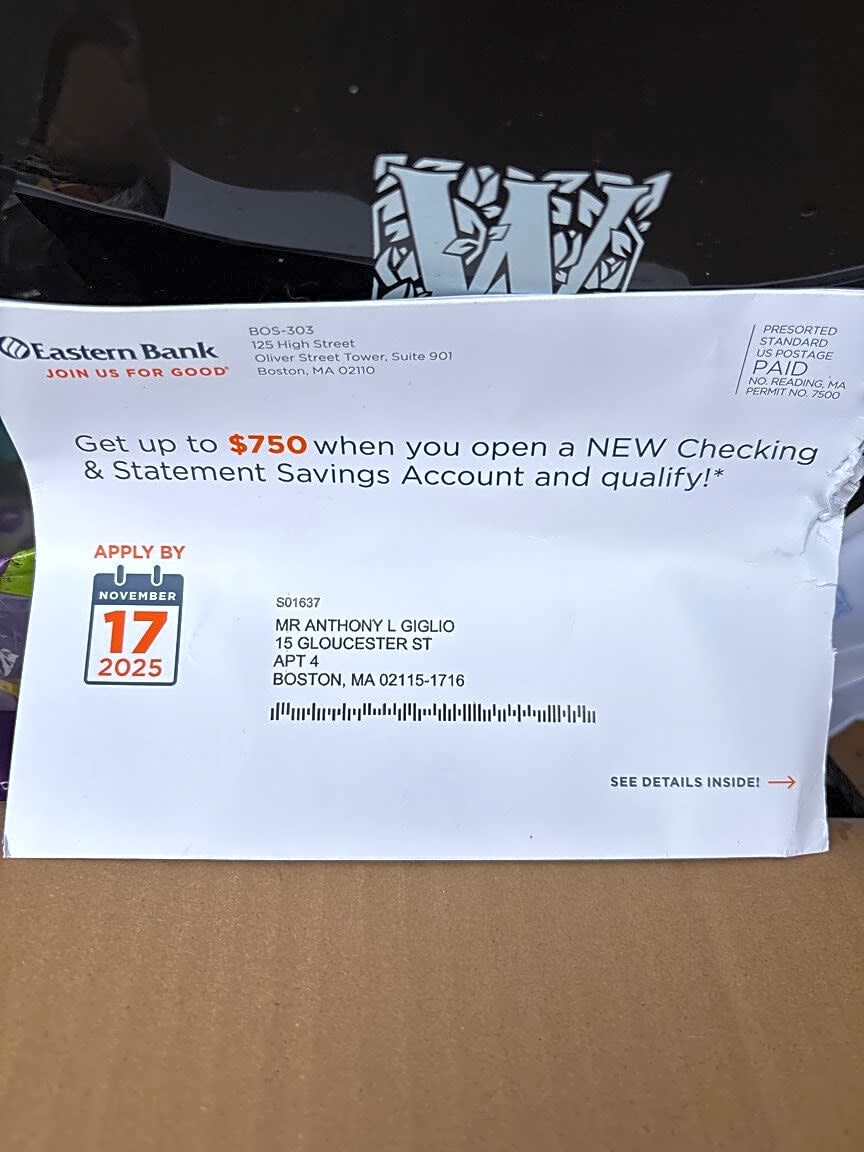 W
Eastern Bank
JOIN US FOR GOOD®
BOS-303
125 High Street
Oliver Street Tower, Suite 901
Boston, MA 02110
PRESORTED
STANDARD
US POSTAGE
PAID
NO. READING, MA
PERMIT NO. 7500
Get up to $750 when you open a NEW Checking
& Statement Savings Account and qualify!*
APPLY BY
NOVEMBER
17
2025
S01637
MR ANTHONY L GIGLIO
15 GLOUCESTER ST
APT 4
BOSTON, MA 02115-1716
SEE DETAILS INSIDE!